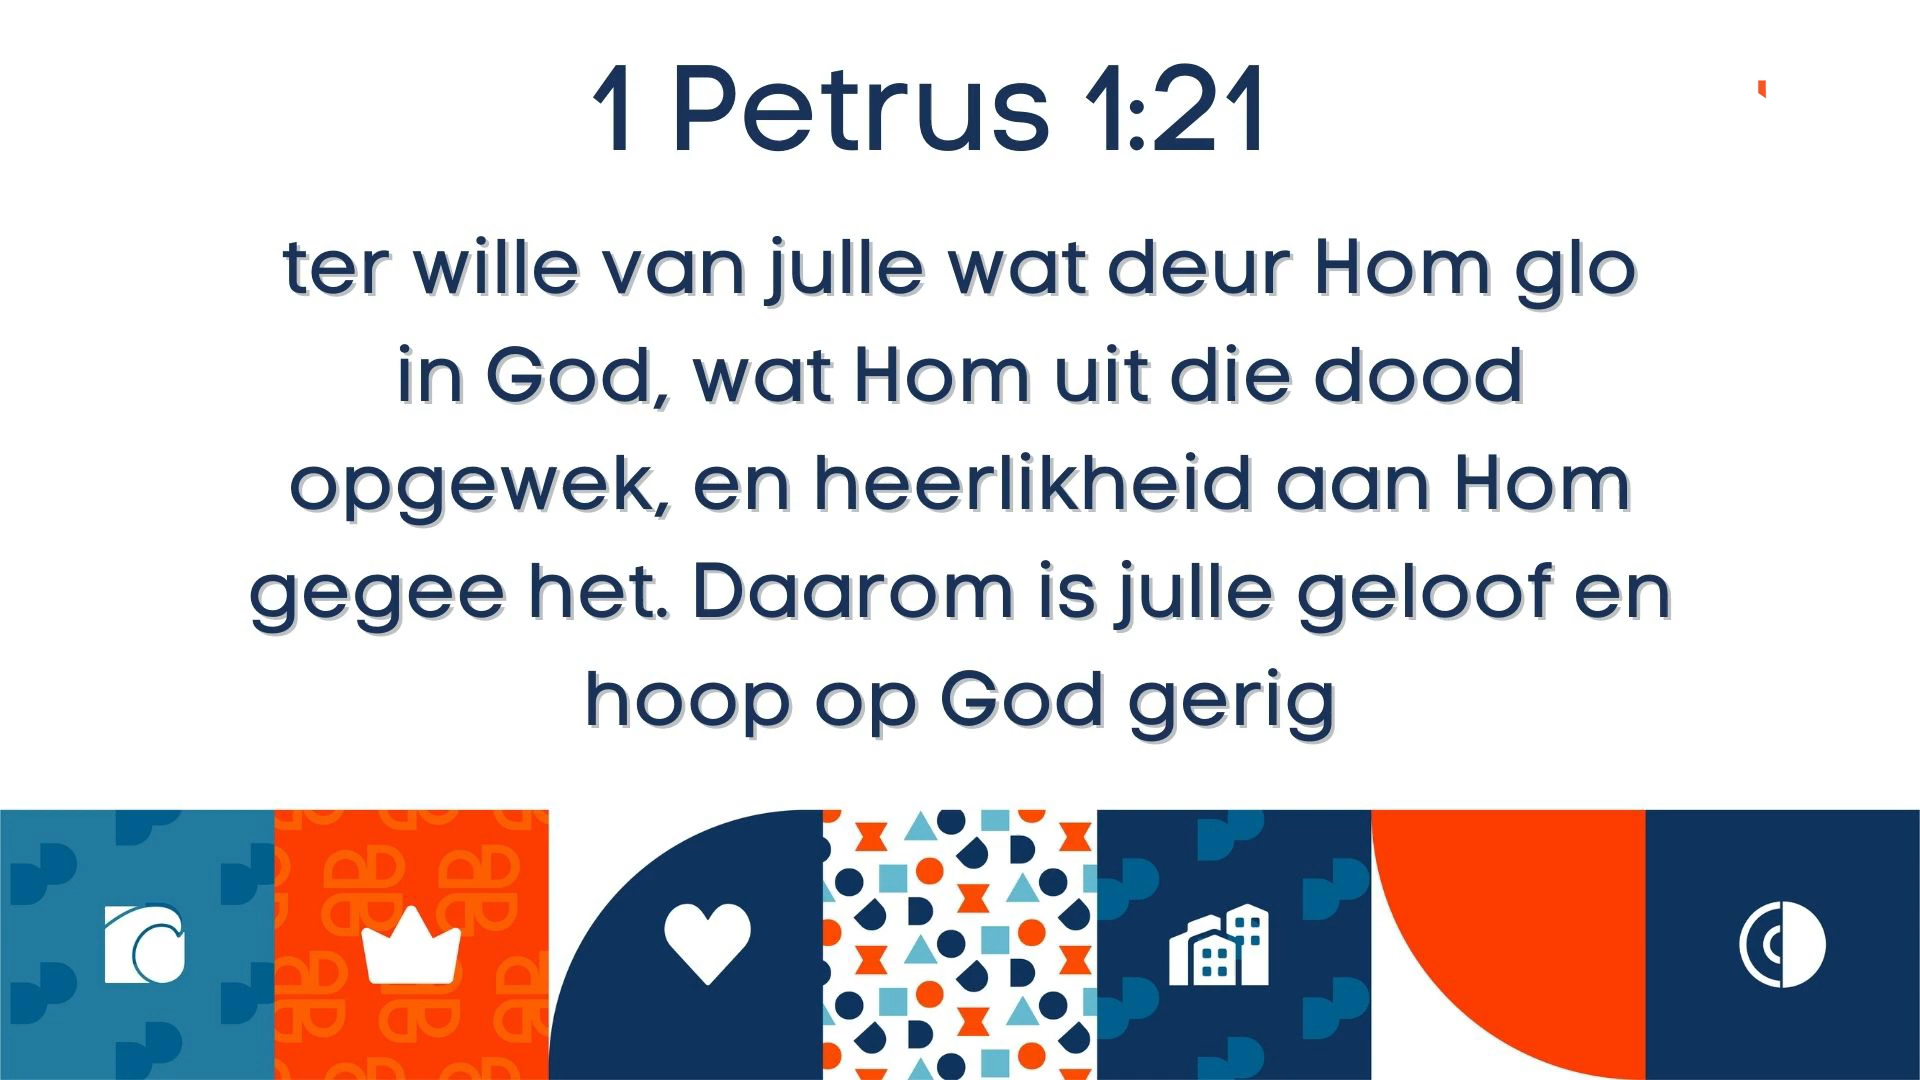 1 Petrus 1:21
ter wille van julle wat deur Hom glo
in God, wat Hom uit die dood
opgewek, en heerlikheid aan Hom
gegee het. Daarom is julle geloof en
hoop op God gerig